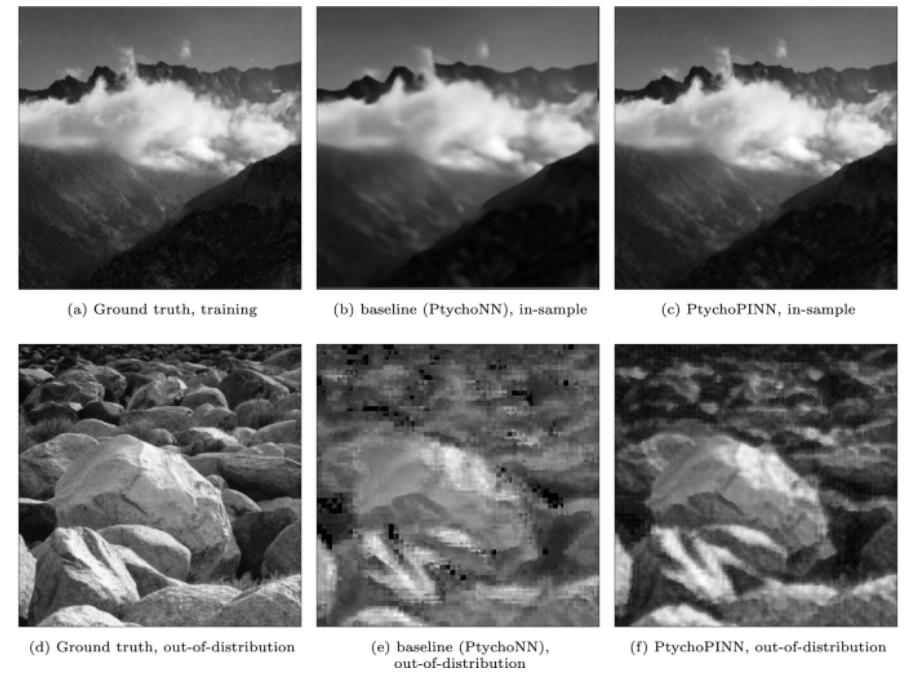 (a) Ground truth, training
(b) baseline (PtychoNN), in-sample
(c) PtychoPINN, in-sample
(d) Ground truth, out-of-distribution
(e) baseline (PtychoNN),
out-of-distribution
(f) PtychoPINN, out-of-distribution